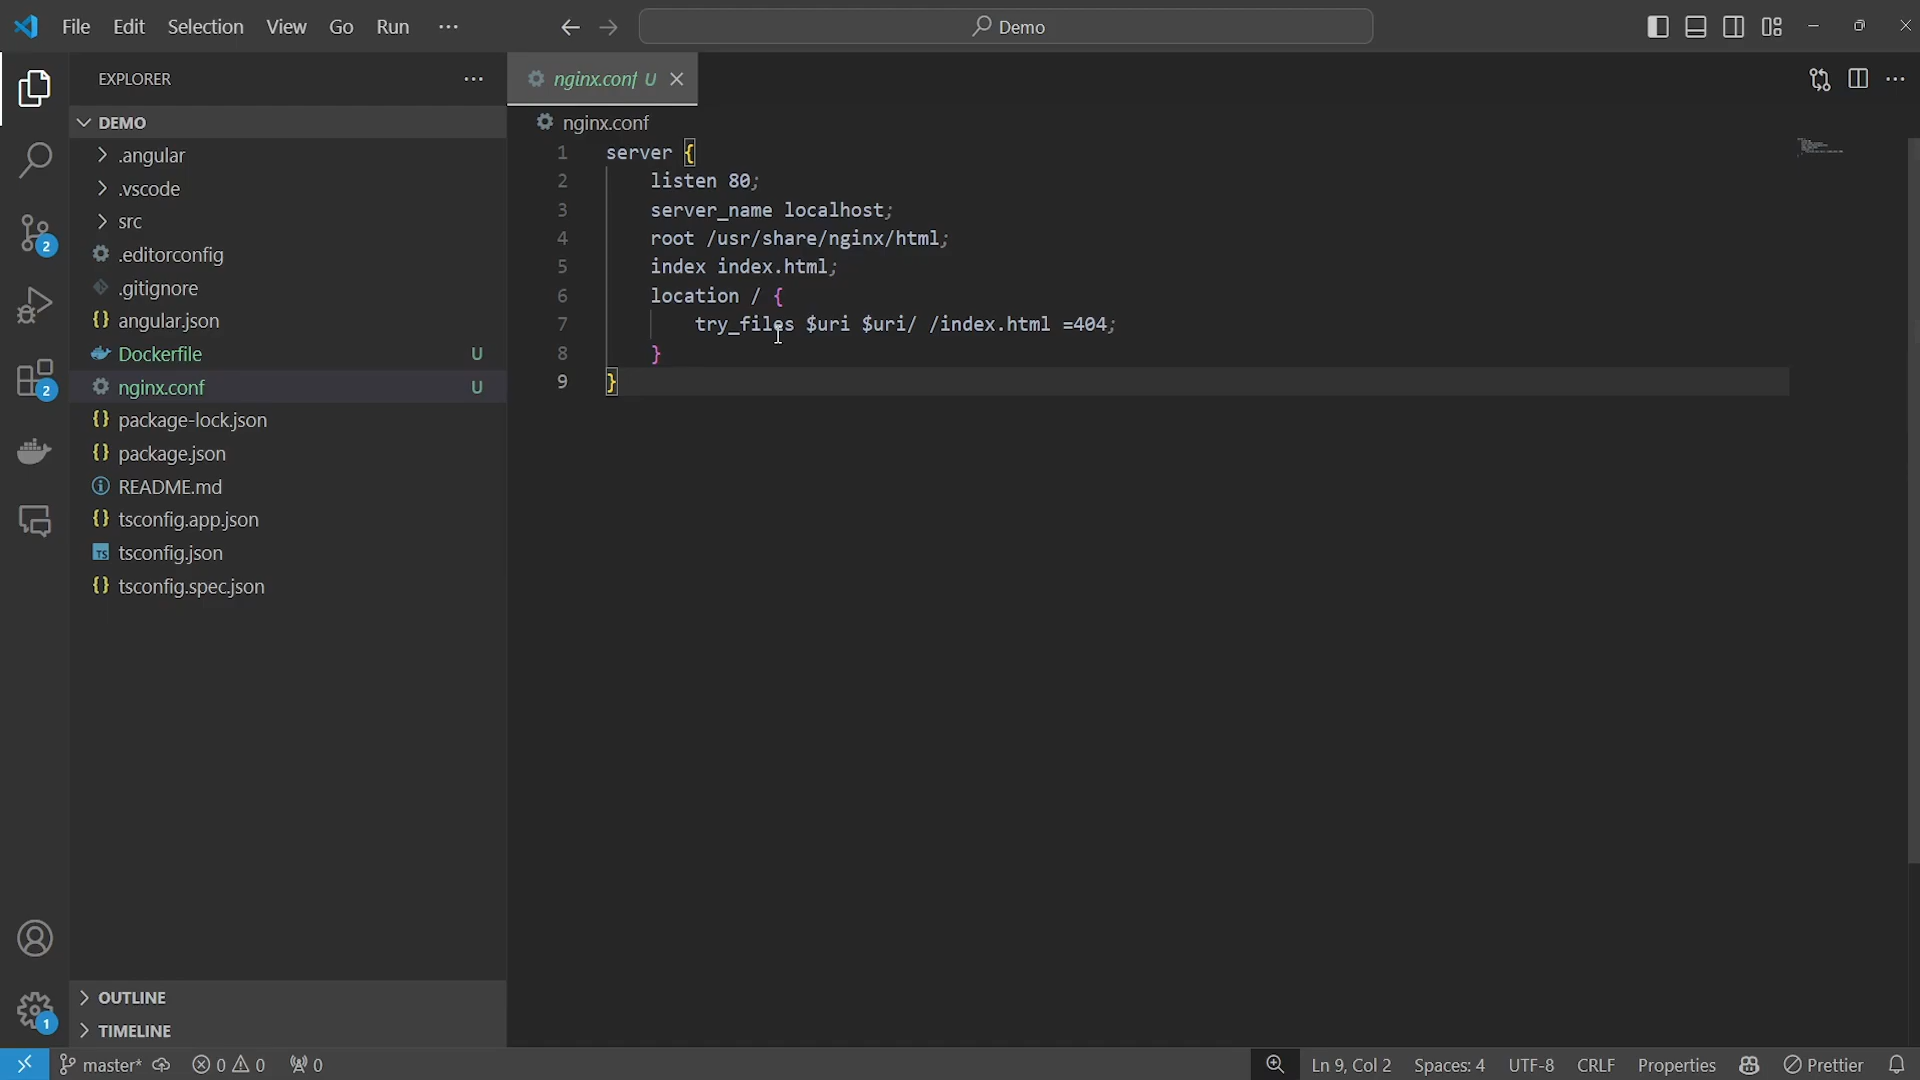 File Edit Selection View Go Run ··· Demo
EXPLORER ···
nginx.conf U
DEMO
nginx.conf
.angular
.vscode
src
.editorconfig
.gitignore
{} angular.json
Dockerfile U
nginx.conf U
{} package-lock.json
{} package.json
README.md
{} tsconfig.app.json
TS tsconfig.json
{} tsconfig.spec.json
1 server {
2 listen 80;
3 server_name localhost;
4 root /usr/share/nginx/html;
5 index index.html;
6 location / {
7 try_files $uri $uri/ /index.html =404;
8 }
9 }
2
2
1
OUTLINE
TIMELINE
master* 0 0 0 Ln 9, Col 2 Spaces: 4 UTF-8 CRLF Properties Prettier